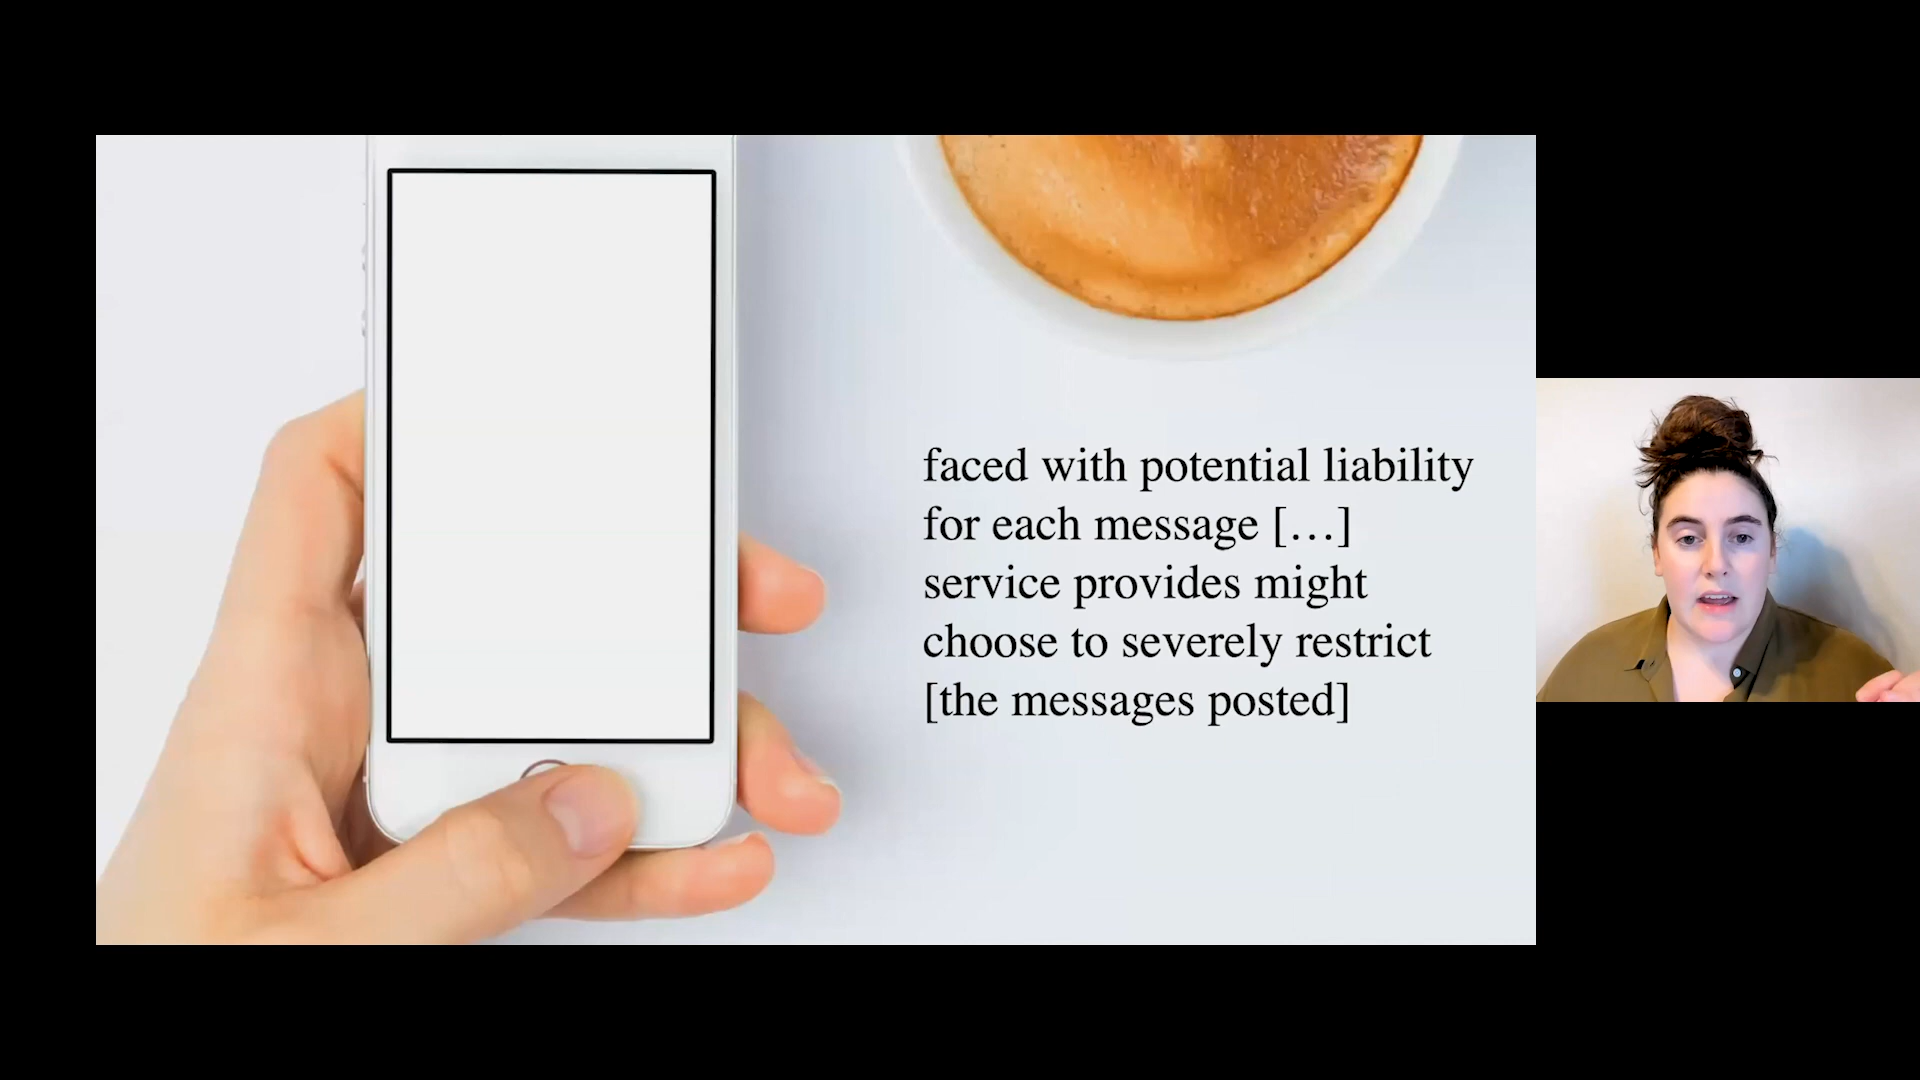 faced with potential liability
for each message […]
service provides might
choose to severely restrict
[the messages posted]